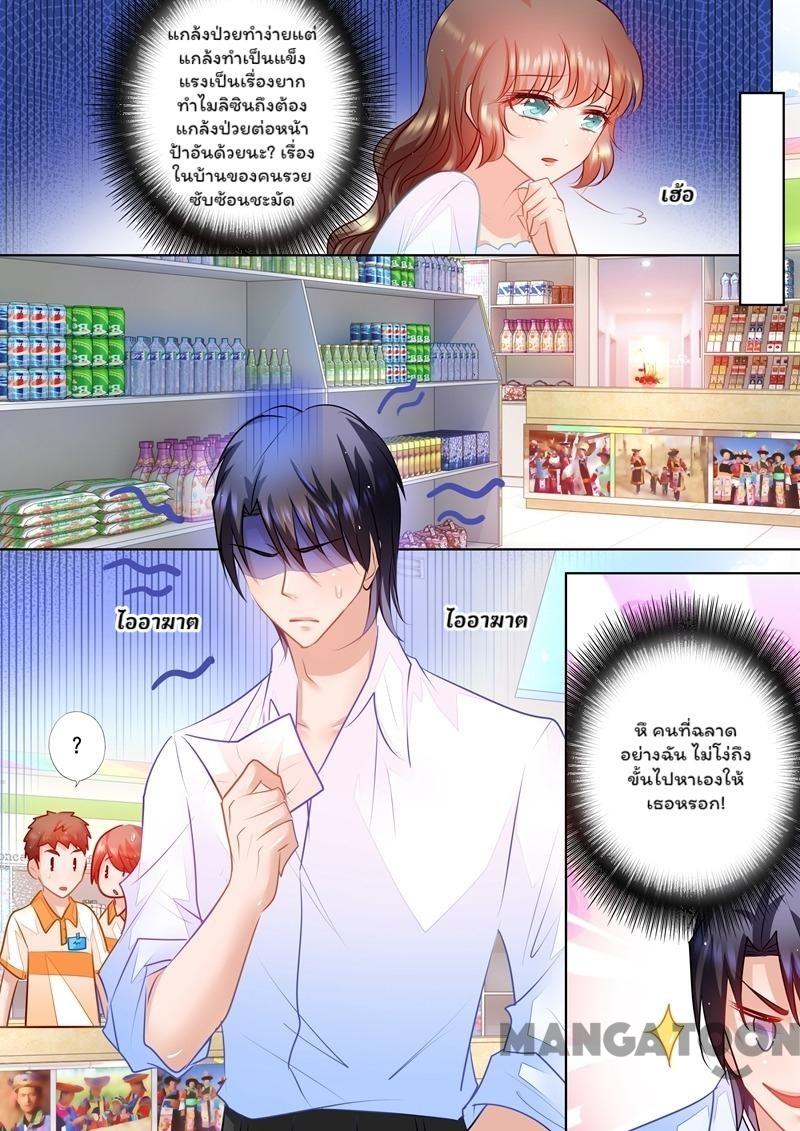 แกล้งป่วยทำง่ายแต่
แกล้งทำเป็นแข็ง
แรงเป็นเรื่องยาก
ทำไมลิซินถึงต้อง
แกล้งป่วยต่อหน้า
ป้าอันด้วยนะ? เรื่อง
ในบ้านของคนรวย
ซับซ้อนชะมัด
เฮ้อ
ไออาฆาต
ไออาฆาต
?
หึ คนที่ฉลาด
อย่างฉัน ไม่โง่ถึง
ขั้นไปหาเองให้
เธอหรอก!
MANGATOON